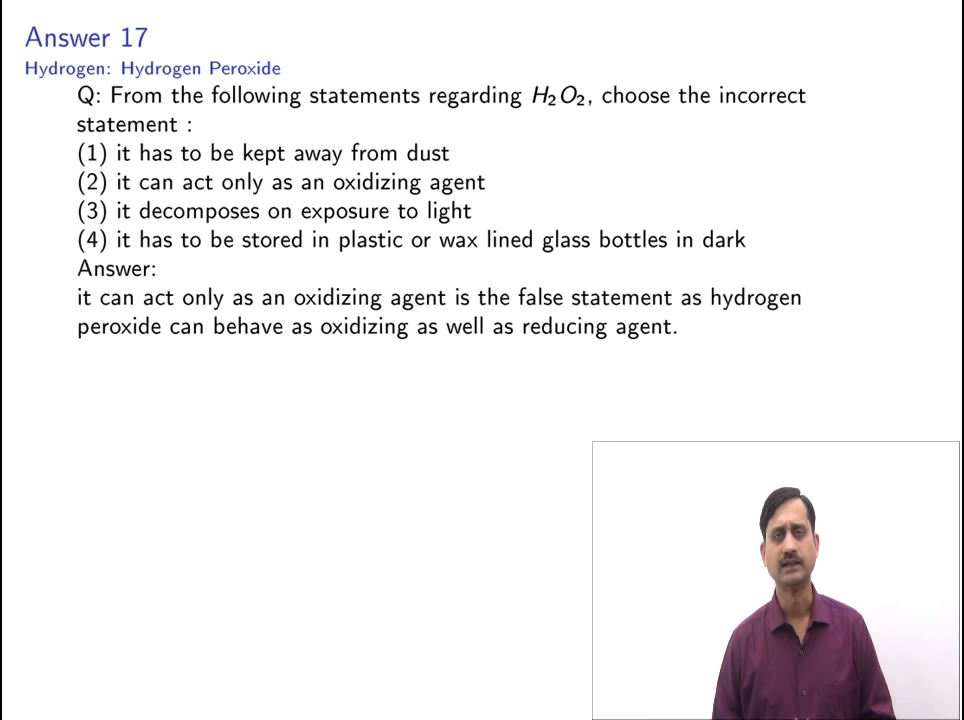 Answer 17
Hydrogen: Hydrogen Peroxide
Q: From the following statements regarding H₂O₂, choose the incorrect
statement :
(1) it has to be kept away from dust
(2) it can act only as an oxidizing agent
(3) it decomposes on exposure to light
(4) it has to be stored in plastic or wax lined glass bottles in dark
Answer:
it can act only as an oxidizing agent is the false statement as hydrogen
peroxide can behave as oxidizing as well as reducing agent.